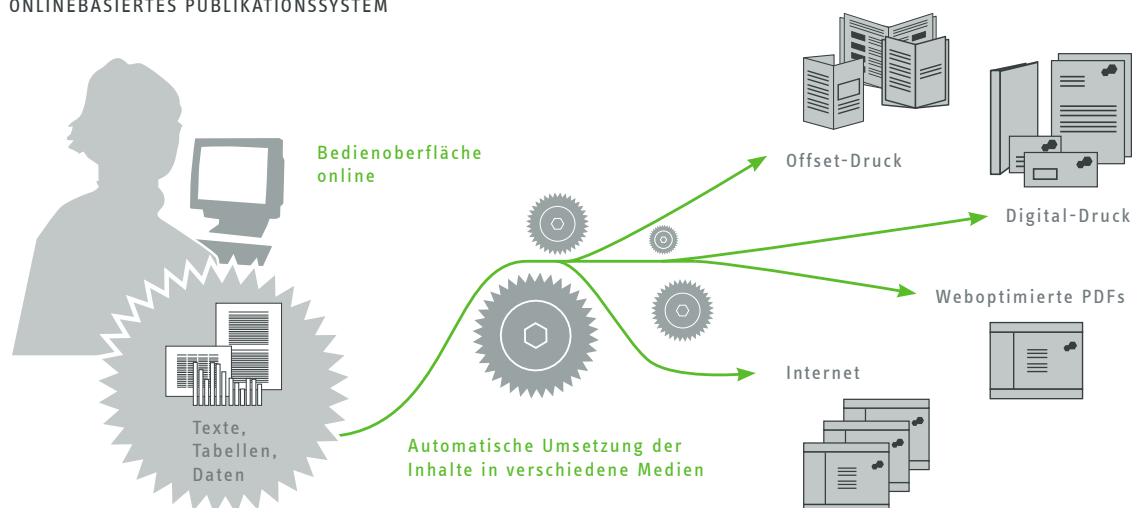 ONLINEBASIERTES PUBLIKATIONSSYSTEM
Bedienoberfläche
online
Offset-Druck
Digital-Druck
Weboptimierte PDFs
Internet
Texte,
Tabellen,
Daten
Automatische Umsetzung der
Inhalte in verschiedene Medien